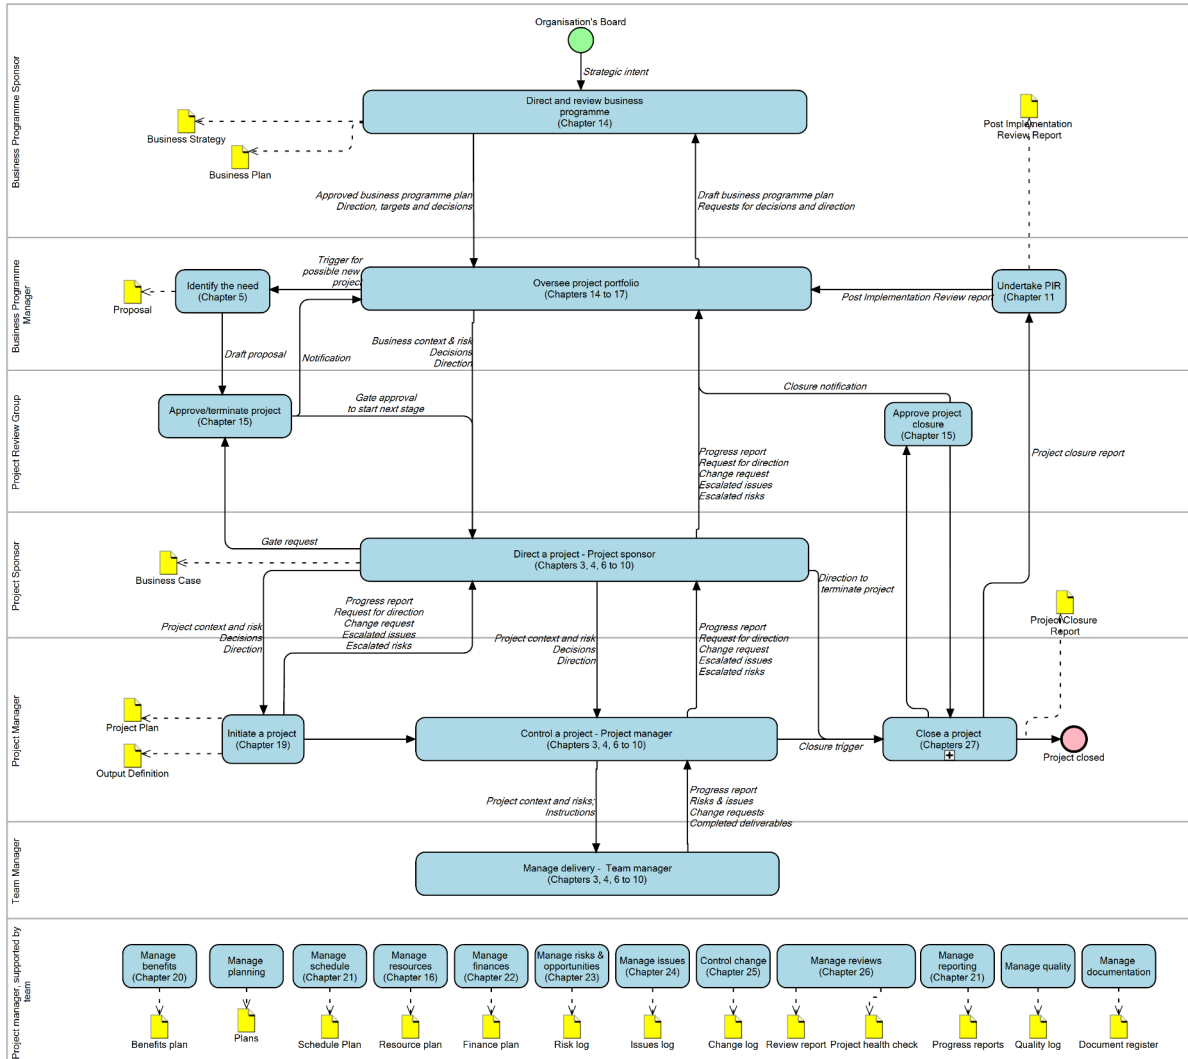 Business Programme Sponsor
Organisation's Board
Strategic intent
Direct and review business
programme
(Chapter 14)
Business Strategy
Business Plan
Post Implementation
Review Report
Approved business programme plan
Direction, targets and decisions
Draft business programme plan
Requests for decisions and direction
Business Programme
Manager
Identify the need
(Chapter 5)
Proposal
Trigger for
possible new
project
Oversee project portfolio
(Chapters 14 to 17)
Post Implementation Review report
Undertake PIR
(Chapter 11
Draft proposal
Notification
Business context & risk
Decisions
Direction
Project Review Group
Approve/terminate project
(Chapter 15)
Gate approval
to start next stage
Closure notification
Approve project
closure
(Chapter 15)
Progress report
Request for direction
Change request
Escalated issues
Escalated risks
Project closure report
Project Sponsor
Gate request
Business Case
Direct a project - Project sponsor
(Chapters 3, 4, 6 to 10)
Direction to
terminate project
Project context and risk
Decisions
Direction
Progress report
Request for direction
Change request
Escalated issues
Escalated risks
Project context and risk
Decisions
Direction
Progress report
Request for direction
Change request
Escalated issues
Escalated risks
Project Closure
Report
Project Manager
Project Plan
Output Definition
Initiate a project
(Chapter 19)
Control a project - Project manager
(Chapters 3, 4, 6 to 10)
Closure trigger
Close a project
(Chapters 27)
Project closed
Project context and risks;
Instructions
Progress report
Risks & issues
Change requests
Completed deliverables
Team Manager
Manage delivery - Team manager
(Chapters 3, 4, 6 to 10)
Project manager, supported by
team
Manage
benefits
(Chapter 20)
Manage
planning
Manage
schedule
(Chapter 21)
Manage
resources
(Chapter 16)
Manage
finances
(Chapter 22)
Manage risks &
opportunities
(Chapter 23)
Manage issues
(Chapter 24)
Control change
(Chapter 25)
Manage reviews
(Chapter 26)
Manage
reporting
(Chapter 21)
Manage quality
Manage
documentation
Benefits plan
Plans
Schedule Plan
Resource plan
Finance plan
Risk log
Issues log
Change log
Review report
Project health check
Progress reports
Quality log
Document register